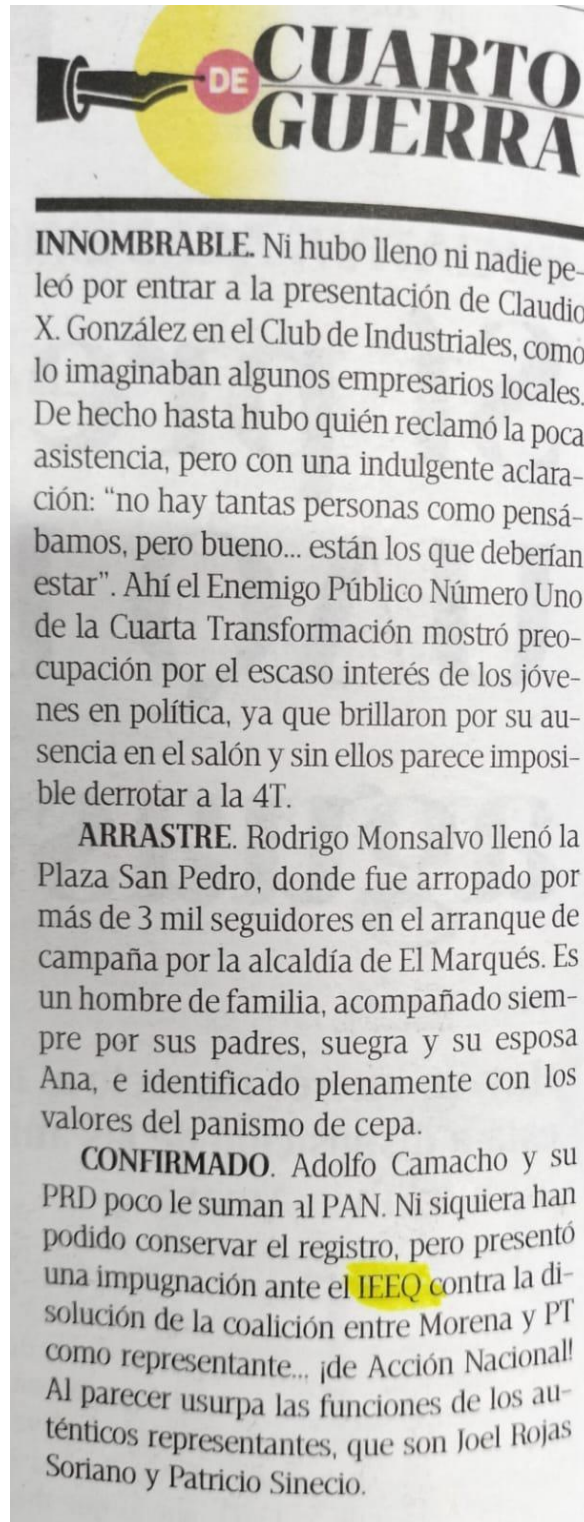 CUARTO
DE
GUERRA
INNOMBRABLE. Ni hubo lleno ni nadie pe-
leó por entrar a la presentación de Claudio
X. González en el Club de Industriales, como
lo imaginaban algunos empresarios locales.
De hecho hasta hubo quién reclamó la poca
asistencia, pero con una indulgente aclara-
ción: “no hay tantas personas como pensá-
bamos, pero bueno... están los que deberían
estar”. Ahí el Enemigo Público Número Uno
de la Cuarta Transformación mostró preo-
cupación por el escaso interés de los jóve-
nes en política, ya que brillaron por su au-
sencia en el salón y sin ellos parece imposi-
ble derrotar a la 4T.
ARRASTRE. Rodrigo Monsalvo llenó la
Plaza San Pedro, donde fue arropado por
más de 3 mil seguidores en el arranque de
campaña por la alcaldía de El Marqués. Es
un hombre de familia, acompañado siem-
pre por sus padres, suegra y su esposa
Ana, e identificado plenamente con los
valores del panismo de cepa.
CONFIRMADO. Adolfo Camacho y su
PRD poco le suman al PAN. Ni siquiera han
podido conservar el registro, pero presentó
una impugnación ante el IEEQ contra la di-
solución de la coalición entre Morena y PT
como representante... ¡de Acción Nacional!
Al parecer usurpa las funciones de los au-
ténticos representantes, que son Joel Rojas
Soriano y Patricio Sinecio.